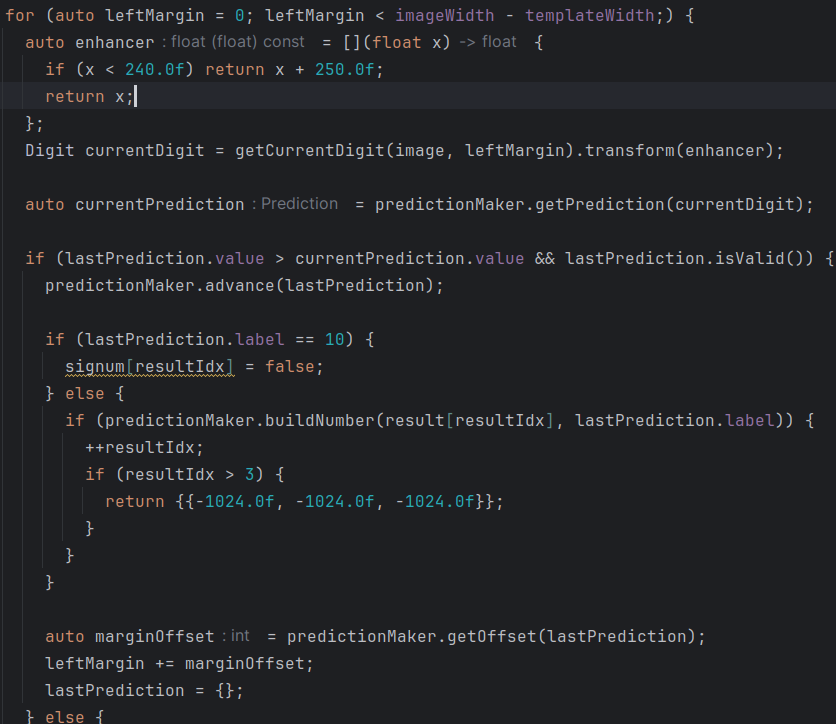 for (auto leftMargin = 0; leftMargin < imageWidth - templateWidth;) {
auto enhancer : float (float) const = [](float x) -> float {
if (x < 240.0f) return x + 250.0f;
return x;
};
Digit currentDigit = getCurrentDigit(image, leftMargin).transform(enhancer);
auto currentPrediction : Prediction = predictionMaker.getPrediction(currentDigit);
if (lastPrediction.value > currentPrediction.value && lastPrediction.isValid()) {
predictionMaker.advance(lastPrediction);
if (lastPrediction.label == 10) {
signum[resultIdx] = false;
} else {
if (predictionMaker.buildNumber(result[resultIdx], lastPrediction.label)) {
++resultIdx;
if (resultIdx > 3) {
return {{-1024.0f, -1024.0f, -1024.0f}};
}
}
}
auto marginOffset : int = predictionMaker.getOffset(lastPrediction);
leftMargin += marginOffset;
lastPrediction = {};
} else {